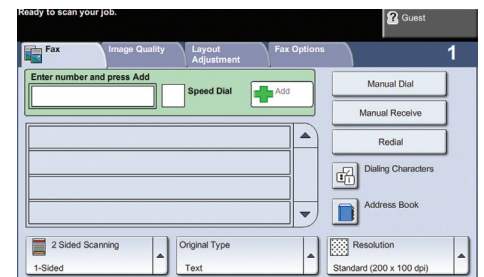 Ready to scan your job.
Guest
Fax
Image Quality
Layout
Adjustment
Fax Options
1
Enter number and press Add
Speed Dial
Add
Manual Dial
Manual Receive
Redial
Dialing Characters
Address Book
2 Sided Scanning
1-Sided
Original Type
Text
Resolution
Standard (200 x 100 dpi)